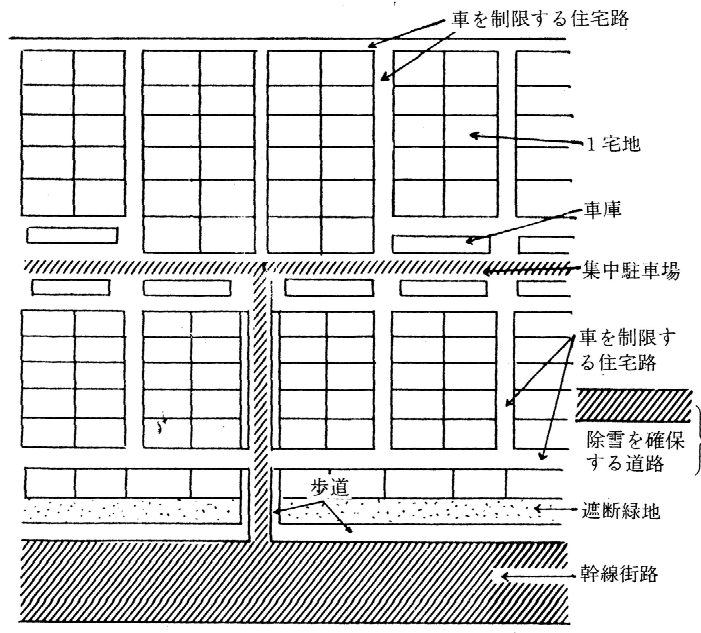 車を制限する住宅路
1宅地
車庫
集中駐車場
車を制限す
る住宅路
除雪を確保
する道路
歩道
遮断緑地
幹線街路